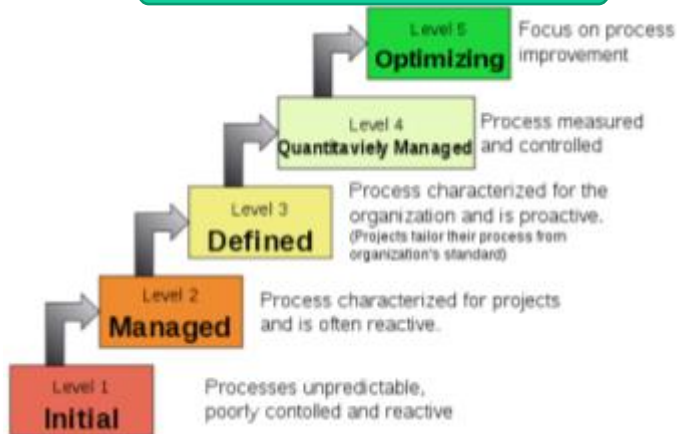 Level 5
Optimizing
Focus on process
improvement
Level 4
Quantitaviely Managed
Process measured
and controlled
Level 3
Defined
Process characterized for the
organization and is proactive.
(Projects tailor their process from
organization's standard)
Level 2
Managed
Process characterized for projects
and is often reactive.
Level 1
Initial
Processes unpredictable,
poorly contolled and reactive